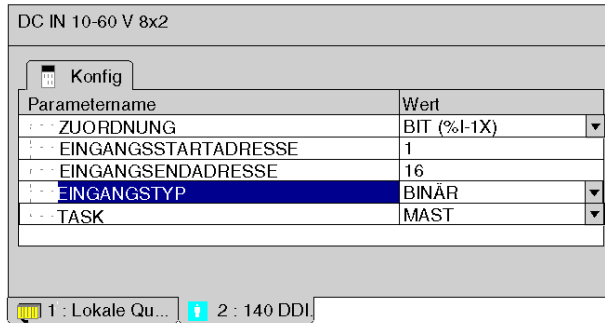 DC IN 10-60 V 8x2
Konfig
Parametername Wert
ZUORDNUNG BIT (%I-1X)
EINGANGSSTARTADRESSE 1
EINGANGSENDADRESSE 16
EINGANGSTYP BINÄR
TASK MAST
1 : Lokale Qu... 2 : 140 DDI.